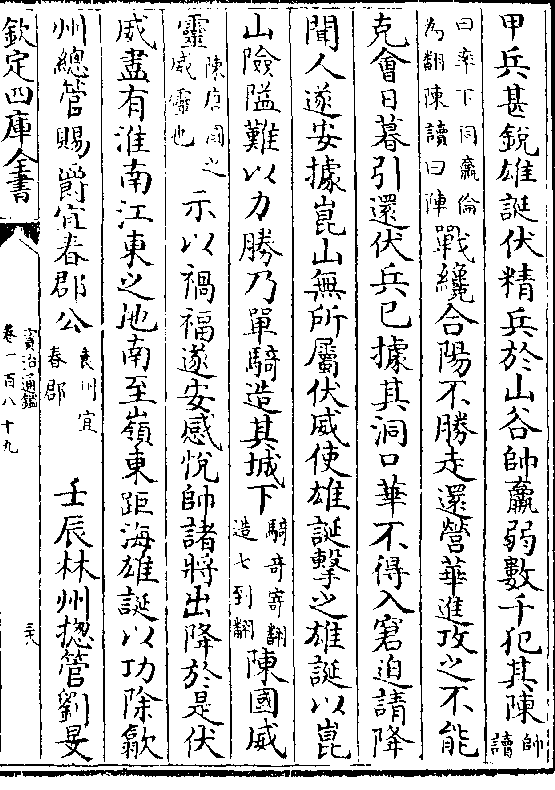 甲兵甚銳雄誕伏精兵於山谷帥羸弱數千犯其陳帥讀
曰率下同羸倫為翻陳讀曰陣戰纔合陽不勝走還營華進攻之不能
克會日暮引還伏兵已據其洞口華不得入窘迫請降
聞人遂安據崑山無所屬伏威使雄誕擊之雄誕以崑
山險隘難以力勝乃單騎造其城下騎奇寄翻造七到翻陳國威
靈陳唐國之威靈也示以禍福遂安感悅帥諸將出降於是伏
威盡有淮南江東之地南至嶺東距海雄誕以功除歙
州總管賜爵宜春郡公袁州宜春郡壬辰林州揔管劉旻
欽定四庫全書
資治通鑑
卷一百八十九